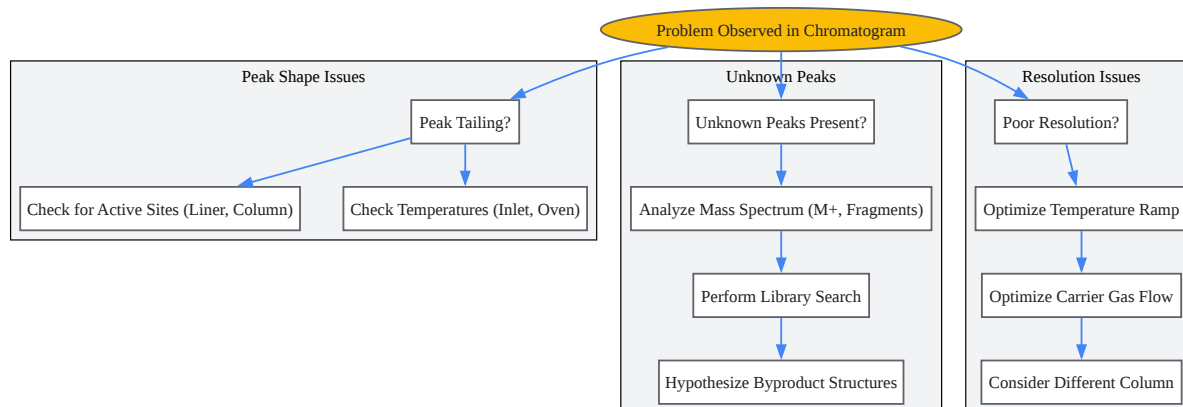 Problem Observed in Chromatogram
Peak Shape Issues
Peak Tailing?
Check for Active Sites (Liner, Column)
Check Temperatures (Inlet, Oven)
Unknown Peaks
Unknown Peaks Present?
Analyze Mass Spectrum (M+, Fragments)
Perform Library Search
Hypothesize Byproduct Structures
Resolution Issues
Poor Resolution?
Optimize Temperature Ramp
Optimize Carrier Gas Flow
Consider Different Column